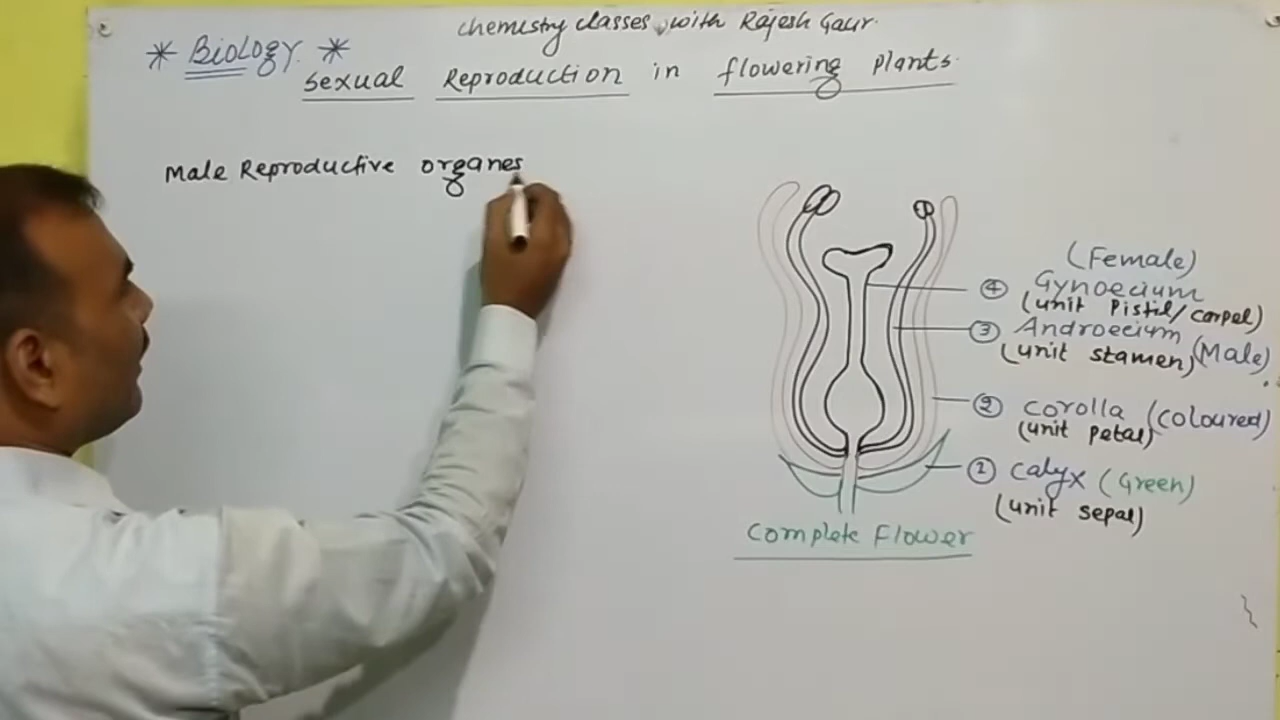 Chemistry classes with Rajesh Gaur.
* Biology. *
Sexual Reproduction in flowering plants.
Male Reproductive organes
(Female)
④ Gynoecium
(unit Pistil/carpel)
③ Androecium (Male)
(unit stamen)
② Corolla (Coloured)
(unit petal)
① Calyx (Green)
(unit sepal)
Complete Flower